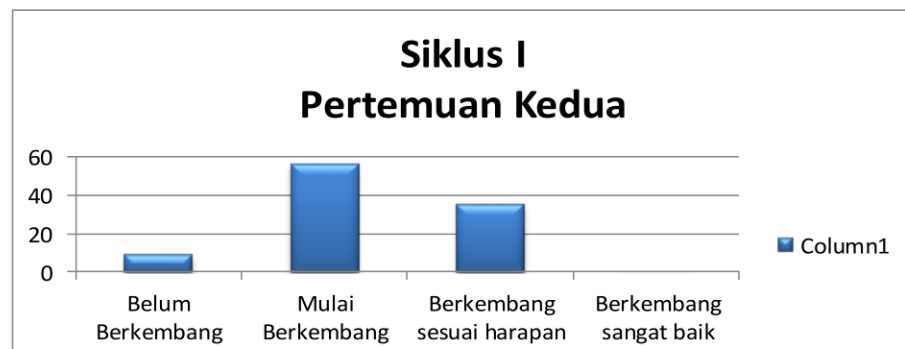 Siklus I
Pertemuan Kedua
60
40
20
0
Belum
Berkembang
Mulai
Berkembang
Berkembang
sesuai harapan
Berkembang
sangat baik
Column1